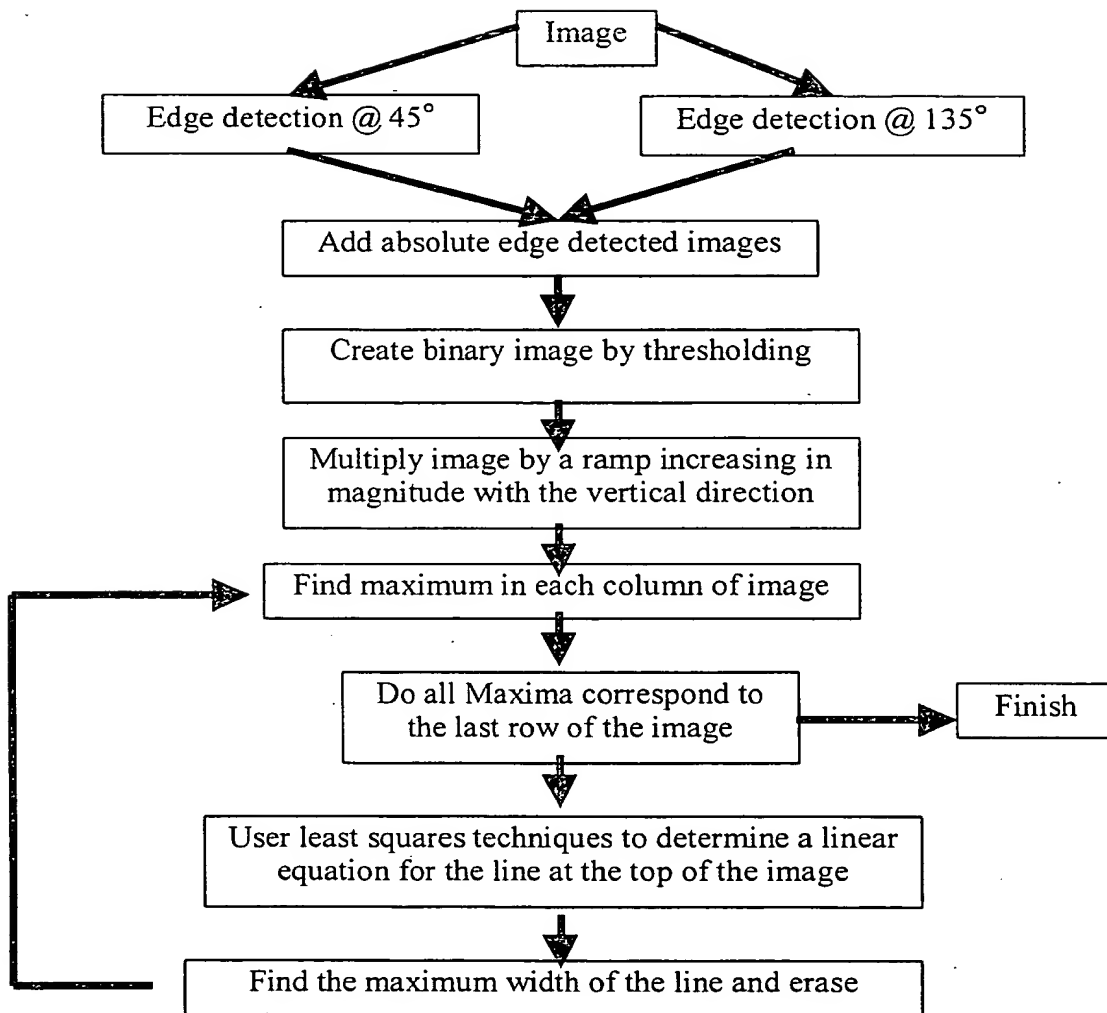 Image
Edge detection @ 45°
Edge detection @ 135°
Add absolute edge detected images
Create binary image by thresholding
Multiply image by a ramp increasing in
magnitude with the vertical direction
Find maximum in each column of image
Do all Maxima correspond to
the last row of the image
Finish
User least squares techniques to determine a linear
equation for the line at the top of the image
Find the maximum width of the line and erase